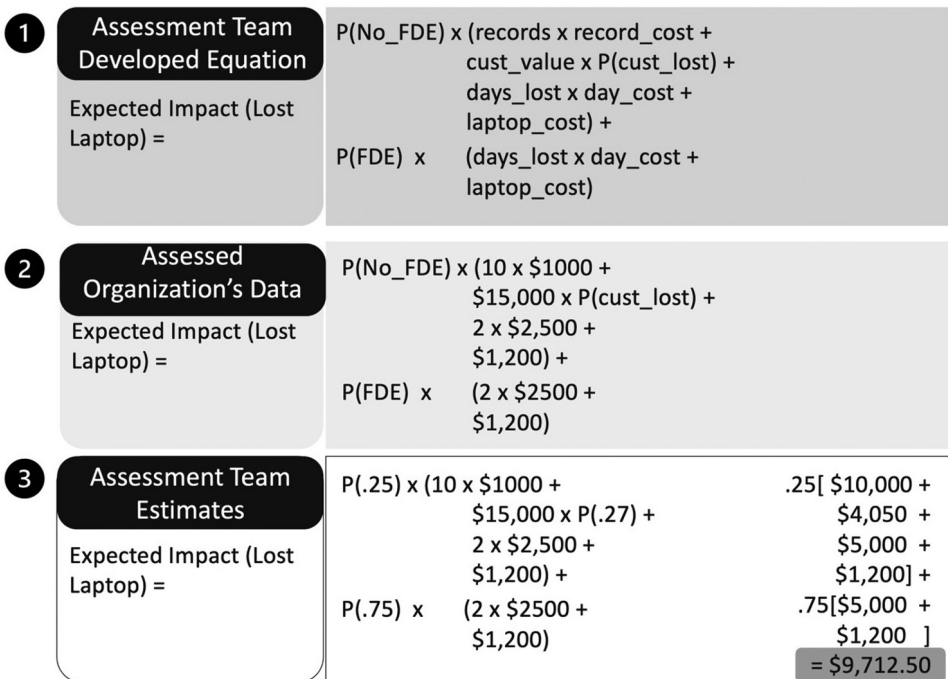 1
Assessment Team
Developed Equation
Expected Impact (Lost
Laptop) =
P(No_FDE) x (records x record_cost +
cust_value x P(cust_lost) +
days_lost x day_cost +
laptop_cost) +
P(FDE) x (days_lost x day_cost +
laptop_cost)
2
Assessed
Organization's Data
Expected Impact (Lost
Laptop) =
P(No_FDE) x (10 x $1000 +
$15,000 x P(cust_lost) +
2 x $2,500 +
$1,200) +
P(FDE) x (2 x $2500 +
$1,200)
3
Assessment Team
Estimates
Expected Impact (Lost
Laptop) =
P(.25) x (10 x $1000 +
$15,000 x P(.27) +
2 x $2,500 +
$1,200) +
P(.75) x (2 x $2500 +
$1,200)
.25[ $10,000 +
$4,050 +
$5,000 +
$1,200] +
.75[$5,000 +
$1,200 ]
= $9,712.50